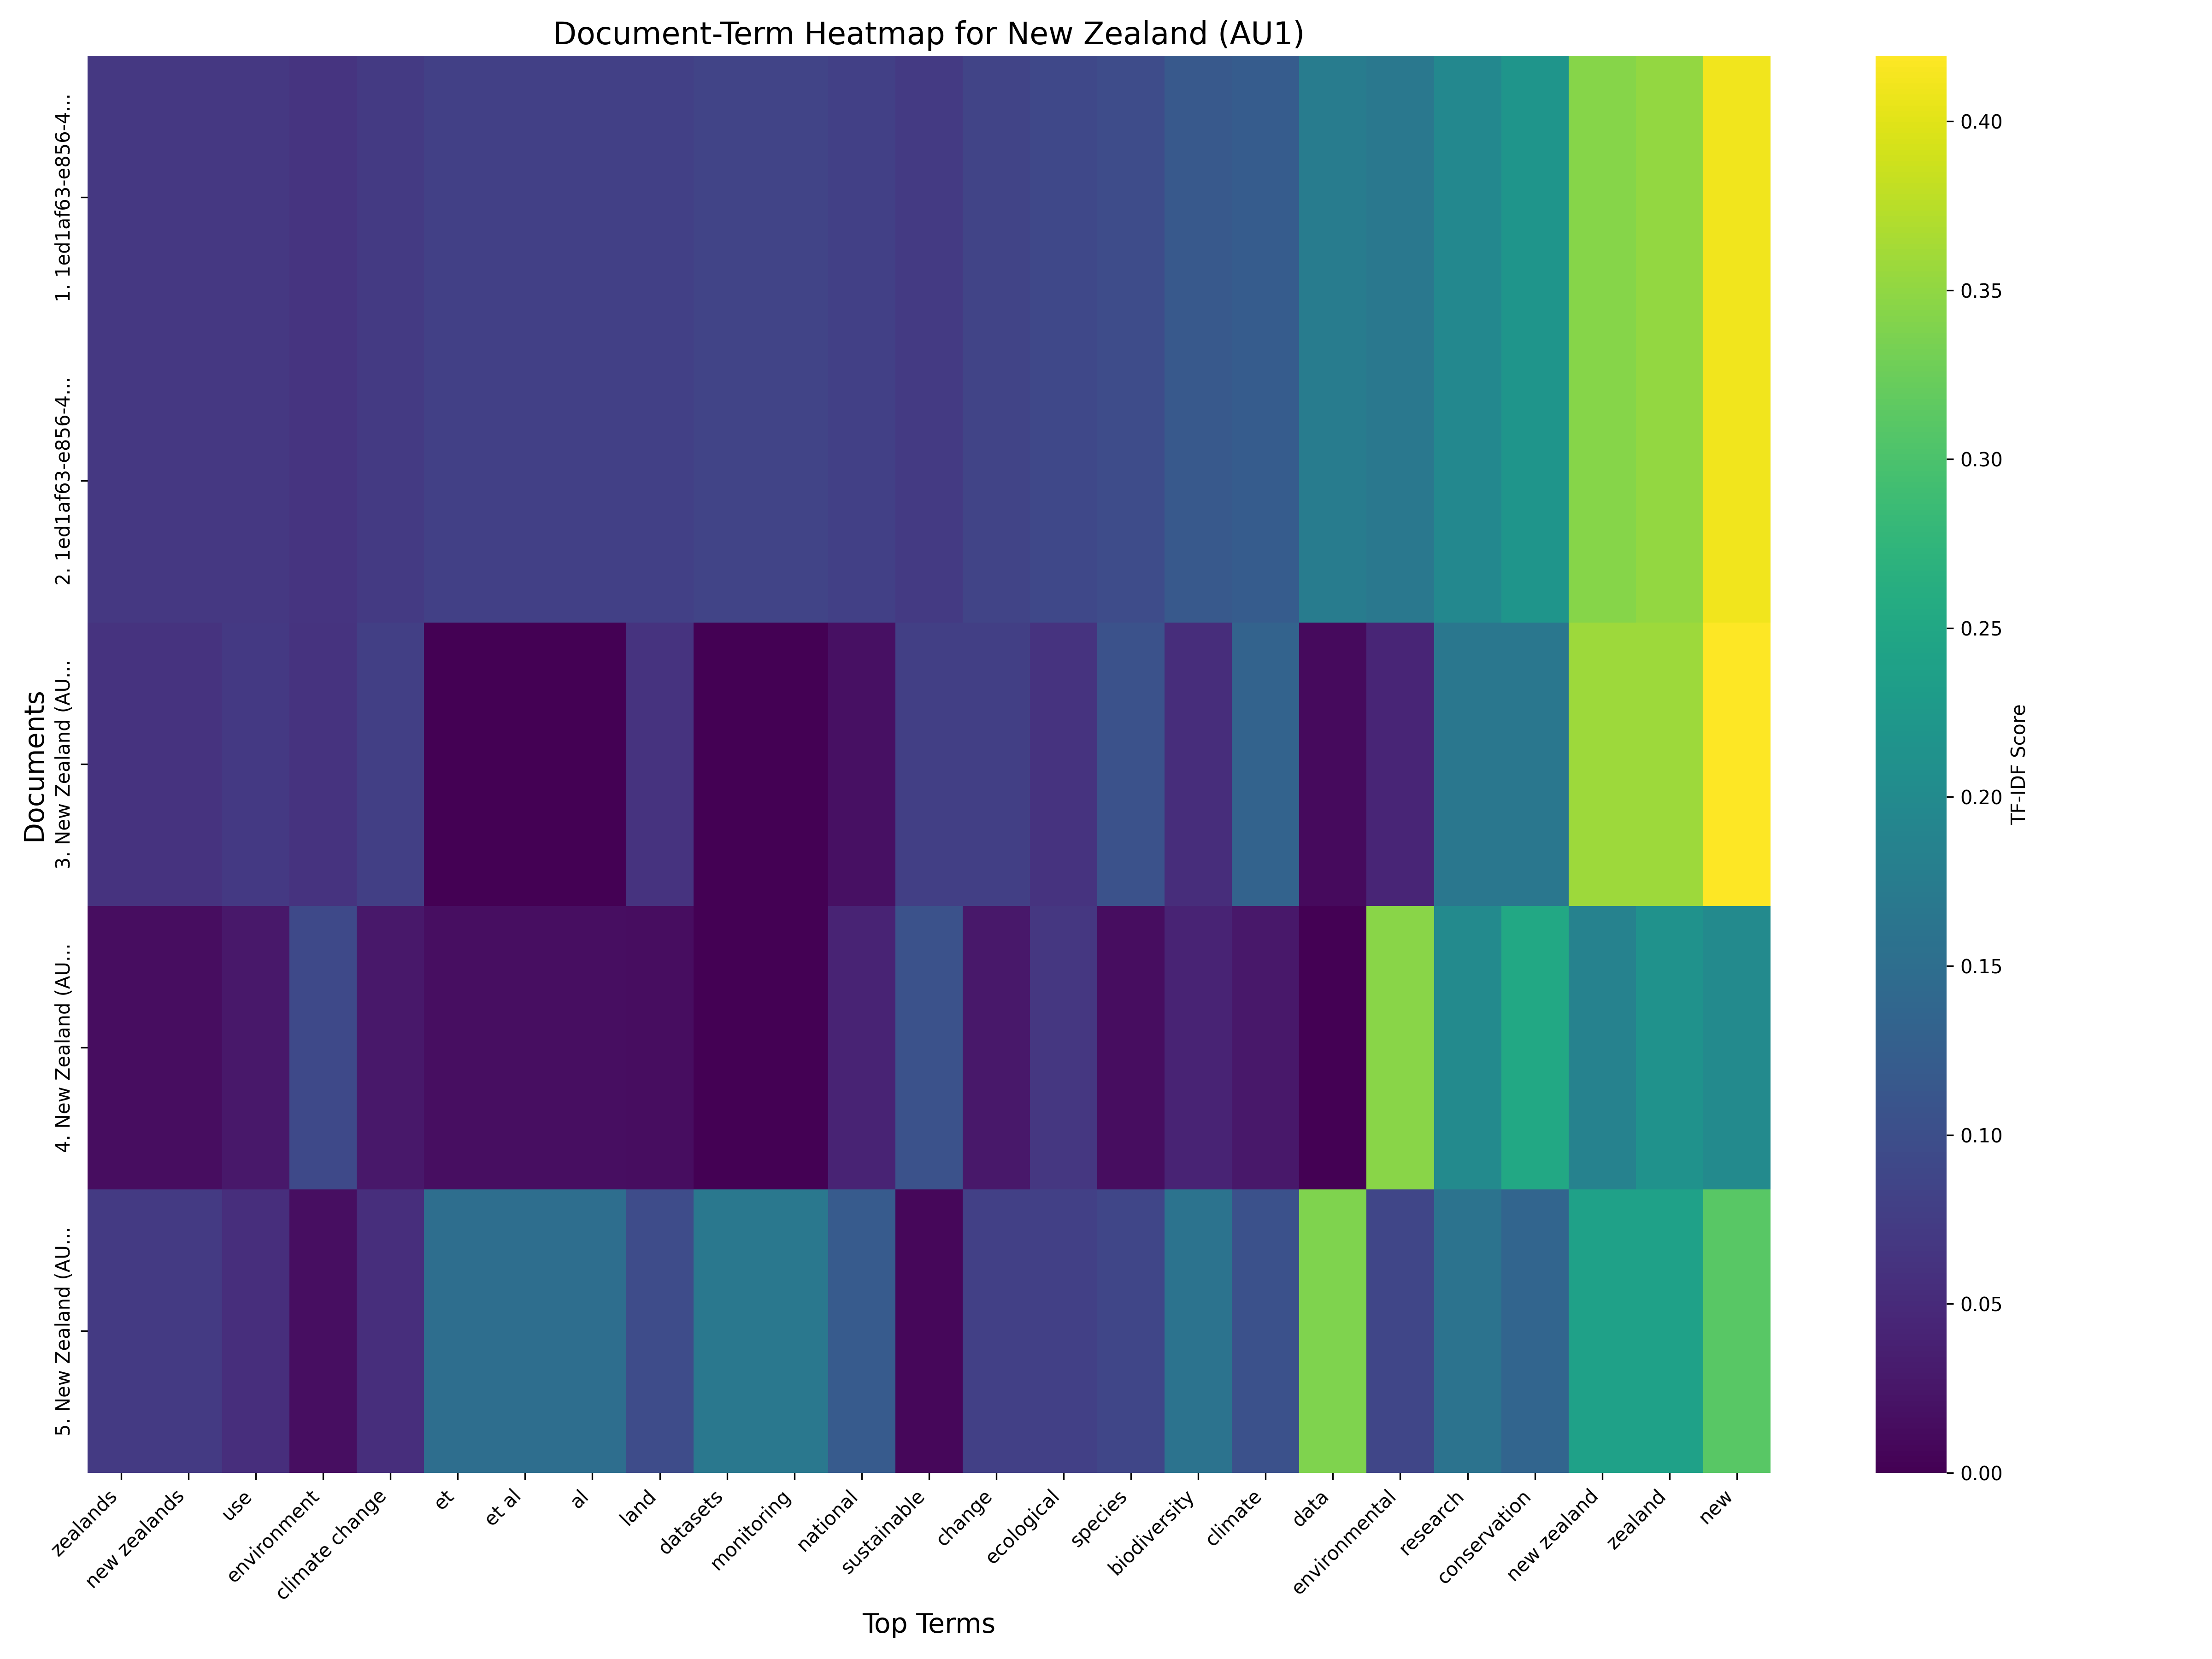 Document-Term Heatmap for New Zealand (AU1)
Documents
1. 1ed1af63-e856-4...
2. 1ed1af63-e856-4...
3. New Zealand (AU...
4. New Zealand (AU...
5. New Zealand (AU...
zealands
new zealands
use
environment
climate change
et
et al
al
land
datasets
monitoring
national
sustainable
change
ecological
species
biodiversity
climate
data
environmental
research
conservation
new zealand
zealand
new
Top Terms
0.40
0.35
0.30
0.25
0.20
0.15
0.10
0.05
0.00
TF-IDF Score